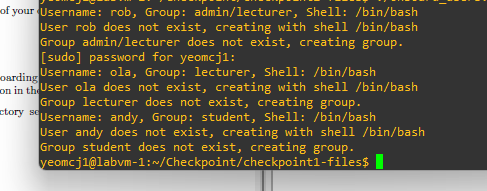 of your
Username: rob, Group: admin/lecturer, Shell: /bin/bash
User rob does not exist, creating with shell /bin/bash
Group admin/lecturer does not exist, creating group.
[sudo] password for yeomcj1:
Username: ola, Group: lecturer, Shell: /bin/bash
User ola does not exist, creating with shell /bin/bash
Group lecturer does not exist, creating group.
Username: andy, Group: student, Shell: /bin/bash
User andy does not exist, creating with shell /bin/bash
Group student does not exist, creating group.
yeomcj1@labvm-1:~/Checkpoint/checkpoint1-files$
oarding
on in the
ctory se